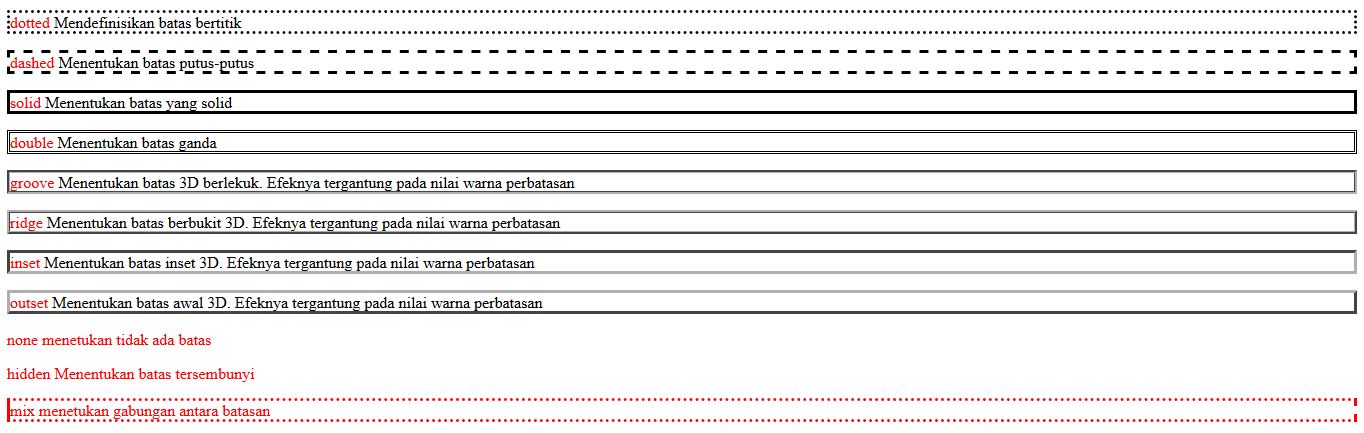 dotted Mendefinisikan batas bertitik
dashed Menentukan batas putus-putus
solid Menentukan batas yang solid
double Menentukan batas ganda
groove Menentukan batas 3D berlekuk. Efeknya tergantung pada nilai warna perbatasan
ridge Menentukan batas berbukit 3D. Efeknya tergantung pada nilai warna perbatasan
inset Menentukan batas inset 3D. Efeknya tergantung pada nilai warna perbatasan
outset Menentukan batas awal 3D. Efeknya tergantung pada nilai warna perbatasan
none menetukan tidak ada batas
hidden Menentukan batas tersembunyi
mix menetukan gabungan antara batasan